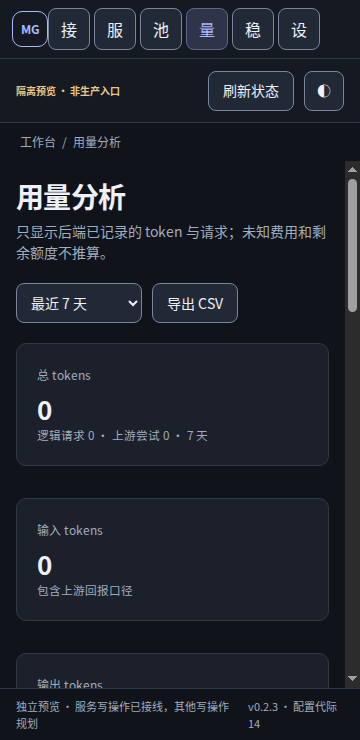 MG 接 服 池 量 稳 设
隔离预览 · 非生产入口 刷新状态
工作台 / 用量分析
用量分析
只显示后端已记录的 token 与请求；未知费用和剩
余额度不推算。
最近 7 天 导出 CSV
总 tokens
0
逻辑请求 0 · 上游尝试 0 · 7 天
输入 tokens
0
包含上游回报口径
输出 tokens
独立预览 · 服务写操作已接线，其他写操作
规划
v0.2.3 · 配置代际
14